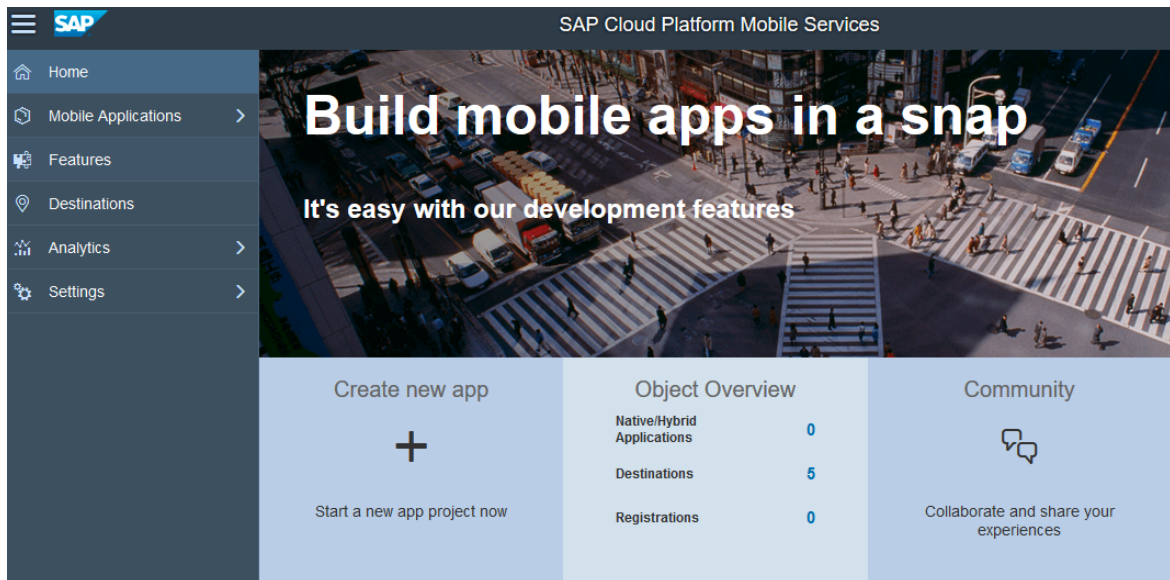 SAP
SAP Cloud Platform Mobile Services
Home
Mobile Applications
Features
Destinations
Analytics
Settings
Build mobile apps in a snap
It's easy with our development features
Create new app
Start a new app project now
Object Overview
Native/Hybrid
Applications 0
Destinations 5
Registrations 0
Community
Collaborate and share your
experiences